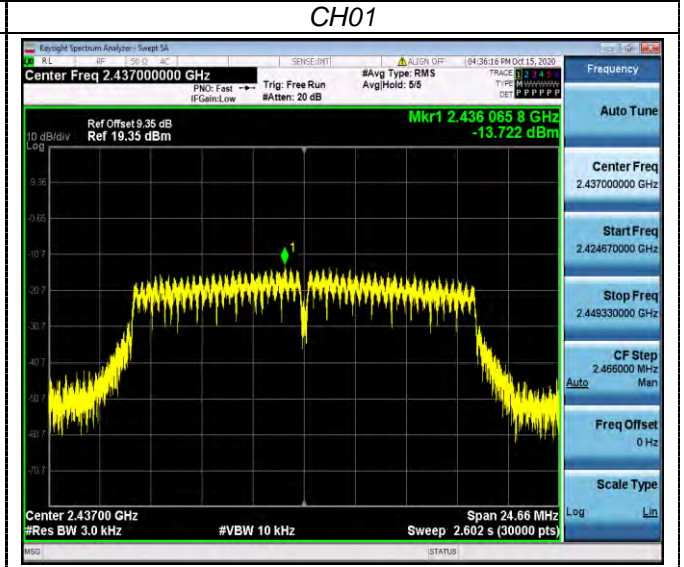 CH01
Keysight Spectrum Analyzer - Swept SA
RL RF 50 Ω AC SENSE:INT ALIGN OFF 04:36:16 PM Oct 15, 2020
Center Freq 2.437000000 GHz
PNO: Fast
IFGain:Low
Trig: Free Run
#Atten: 20 dB
#Avg Type: RMS
Avg|Hold: 5/5
TRACE 1 2 3 4 5 6
TYPE M W W W W W
DET P P P P P P
Ref Offset 9.35 dB
10 dB/div Ref 19.35 dBm
Log
Mkr1 2.436 065 8 GHz
-13.722 dBm
9.35
-0.65
-10.7
1
-20.7
-30.7
-40.7
-50.7
-60.7
-70.7
Center 2.43700 GHz
#Res BW 3.0 kHz
#VBW 10 kHz
Span 24.66 MHz
Sweep 2.602 s (30000 pts)
MSG
STATUS
Frequency
Auto Tune
Center Freq
2.437000000 GHz
Start Freq
2.424670000 GHz
Stop Freq
2.449330000 GHz
CF Step
2.466000 MHz
Auto Man
Freq Offset
0 Hz
Scale Type
Log Lin